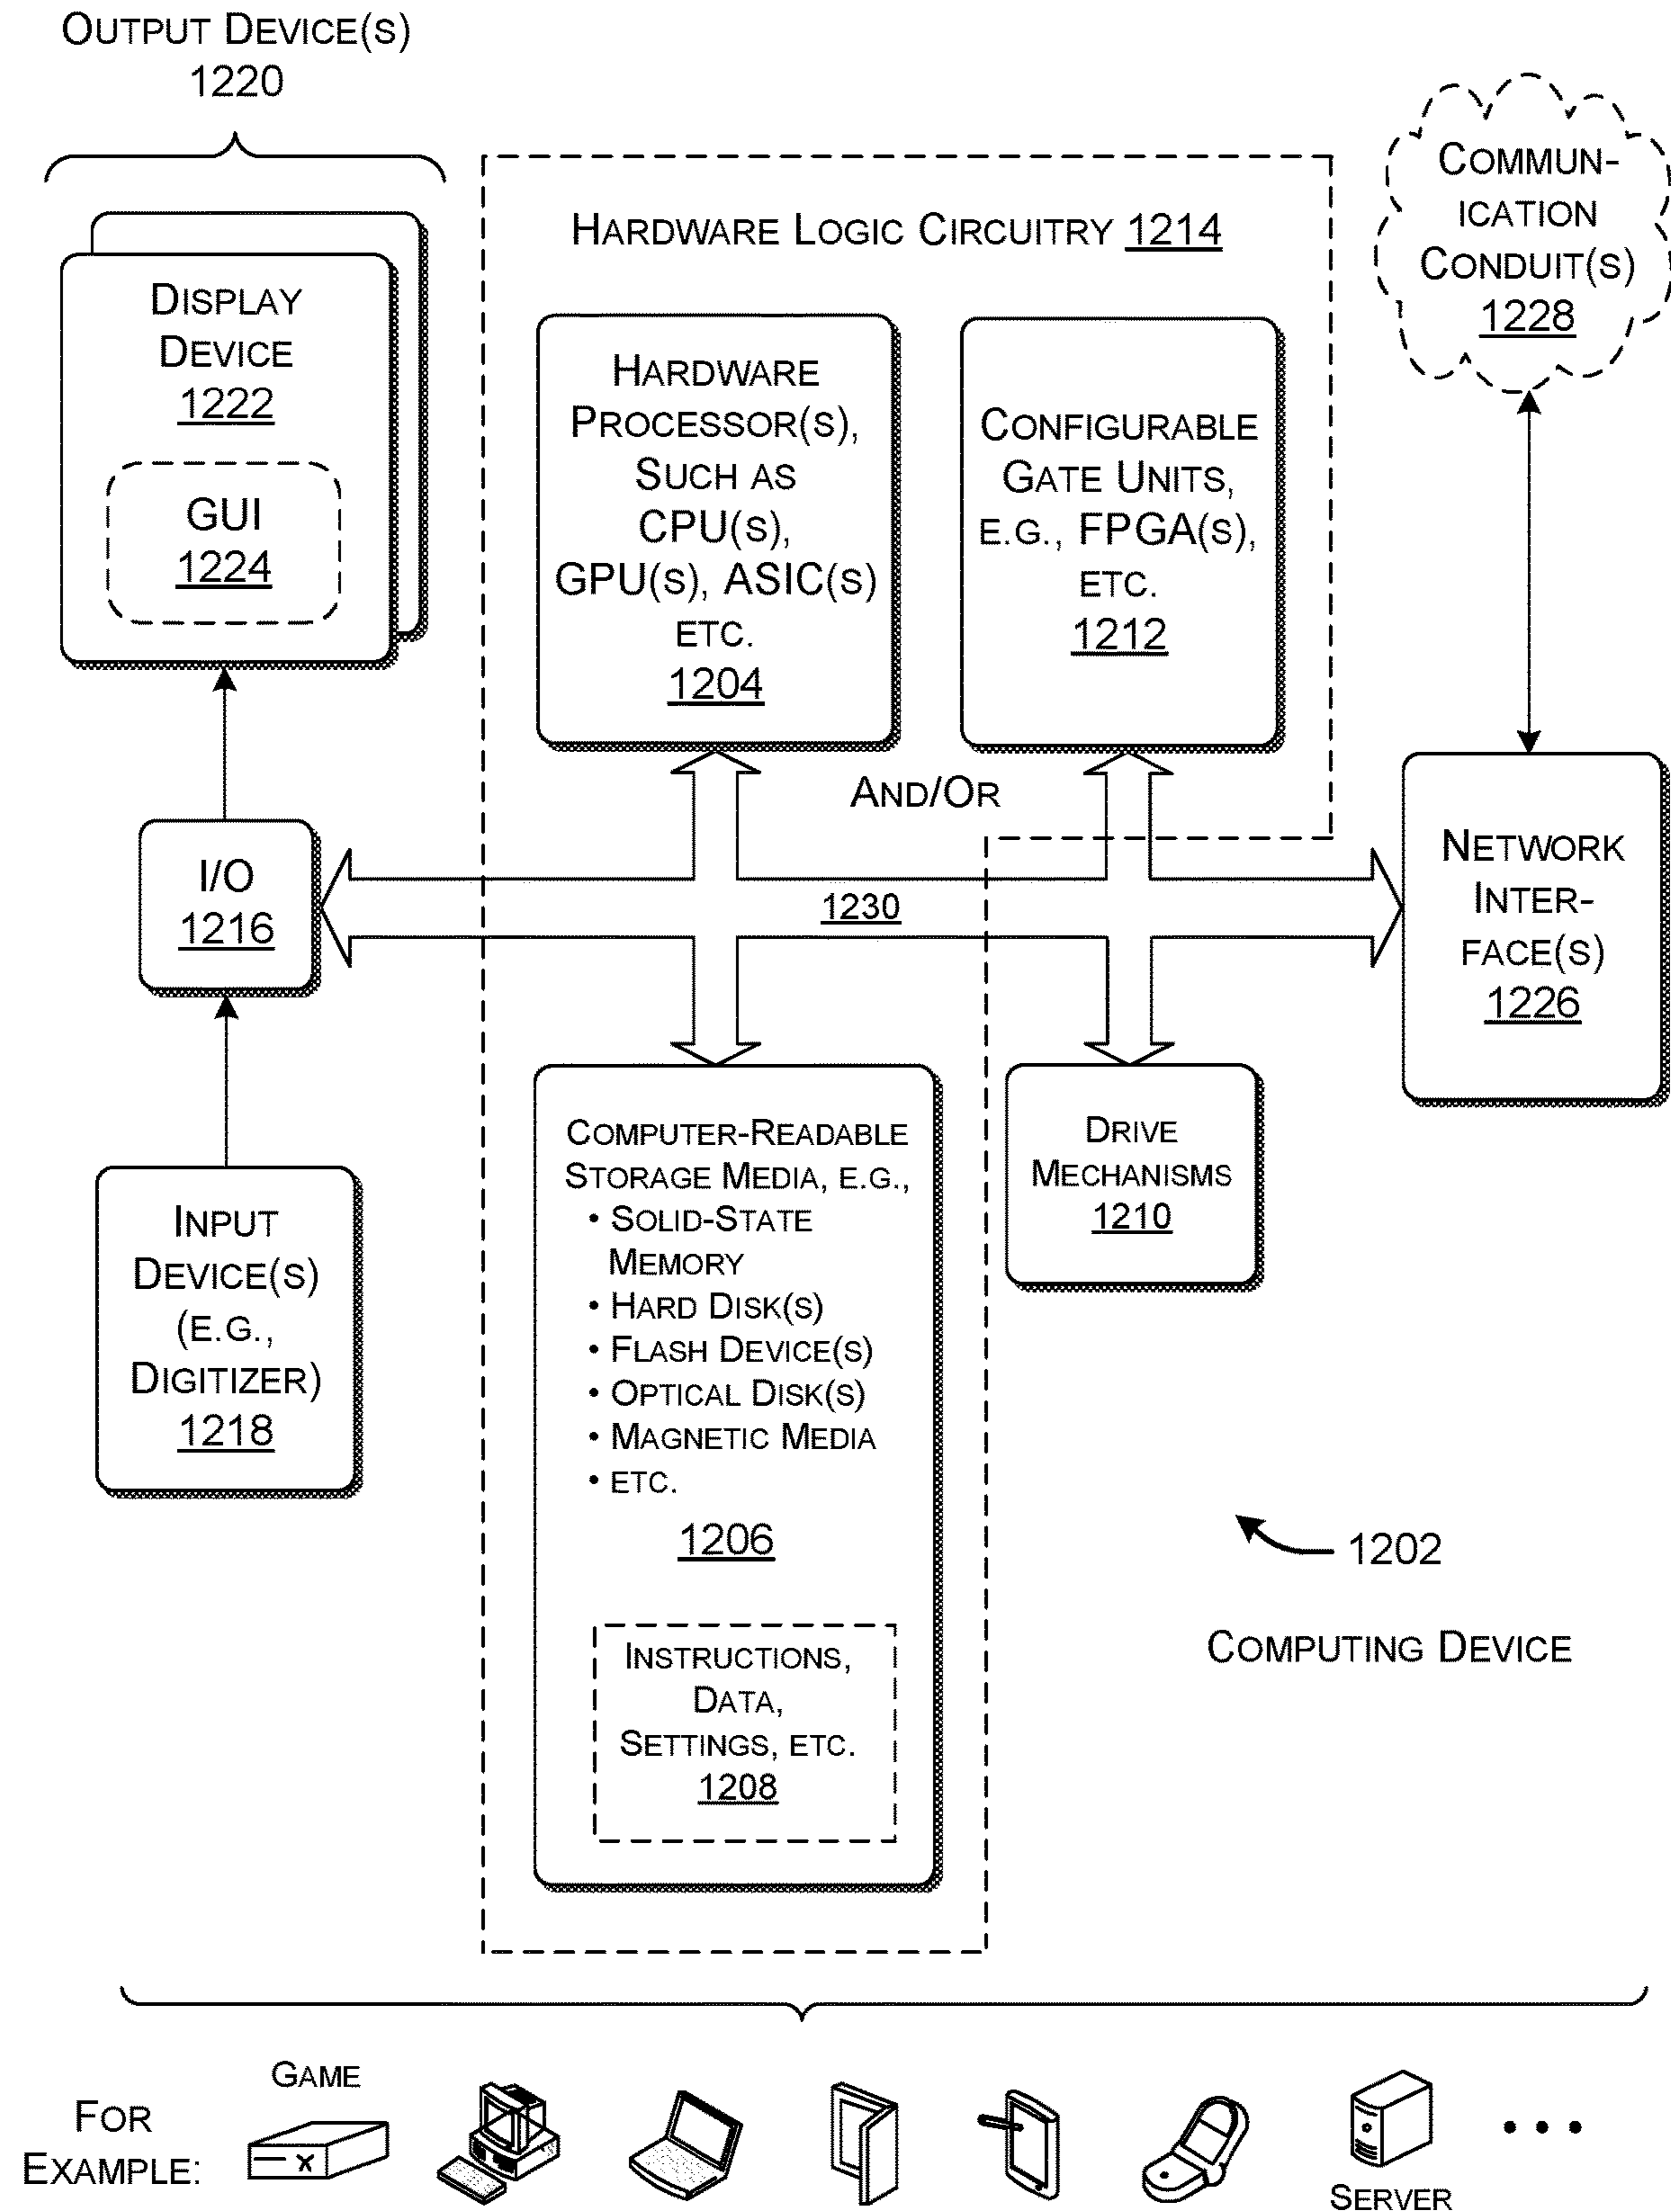 OUTPUT DEVICE(S)
1220
DISPLAY
DEVICE
1222
GUI
1224
HARDWARE LOGIC CIRCUITRY 1214
HARDWARE
PROCESSOR(S),
SUCH AS
CPU(S),
GPU(S), ASIC(S)
ETC.
1204
CONFIGURABLE
GATE UNITS,
E.G., FPGA(S),
ETC.
1212
AND/OR
COMMUN-
ICATION
CONDUIT(S)
1228
I/O
1216
1230
NETWORK
INTER-
FACE(S)
1226
INPUT
DEVICE(S)
(E.G.,
DIGITIZER)
1218
COMPUTER-READABLE
STORAGE MEDIA, E.G.,
• SOLID-STATE
MEMORY
• HARD DISK(S)
• FLASH DEVICE(S)
• OPTICAL DISK(S)
• MAGNETIC MEDIA
• ETC.
1206
INSTRUCTIONS,
DATA,
SETTINGS, ETC.
1208
DRIVE
MECHANISMS
1210
1202
COMPUTING DEVICE
FOR
EXAMPLE:
GAME
X
SERVER
• • •